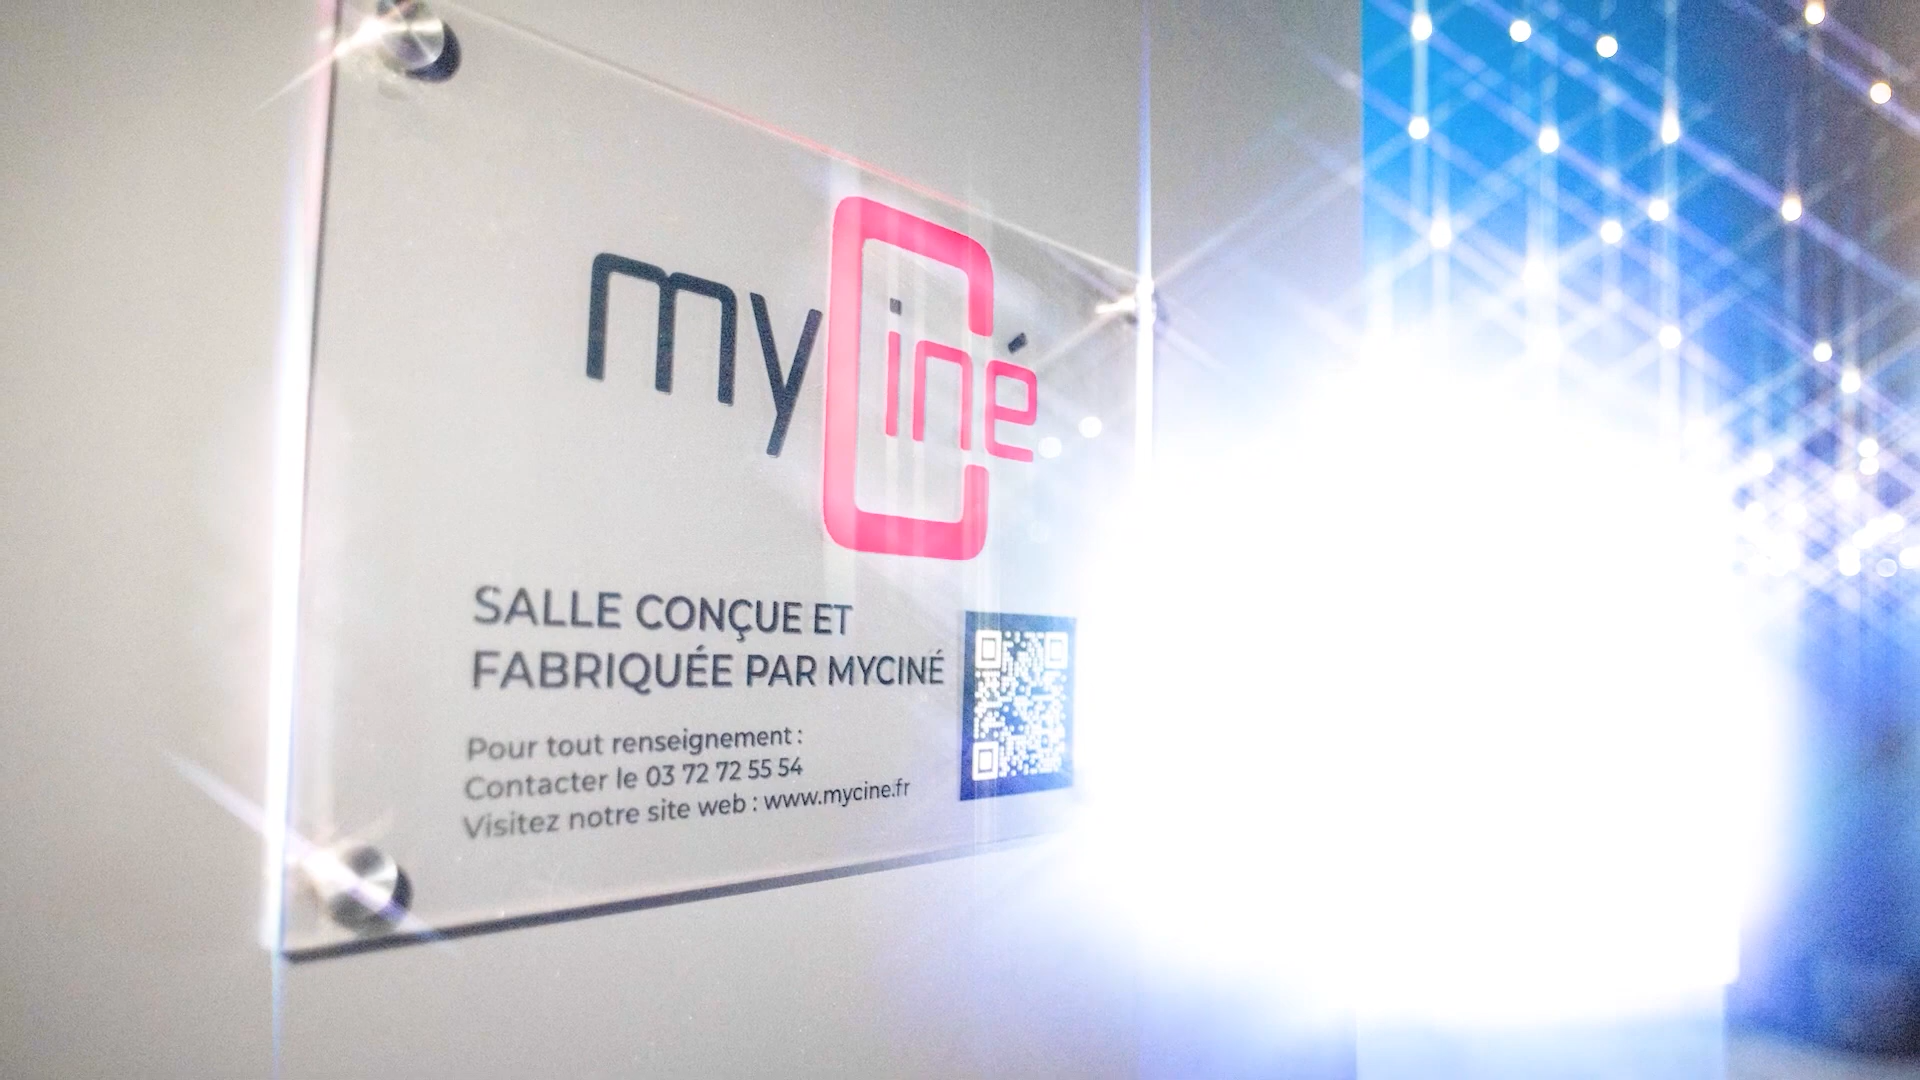 myCiné
SALLE CONÇUE ET
FABRIQUÉE PAR MYCINÉ
Pour tout renseignement :
Contacter le 03 72 72 55 54
Visitez notre site web : www.mycine.fr